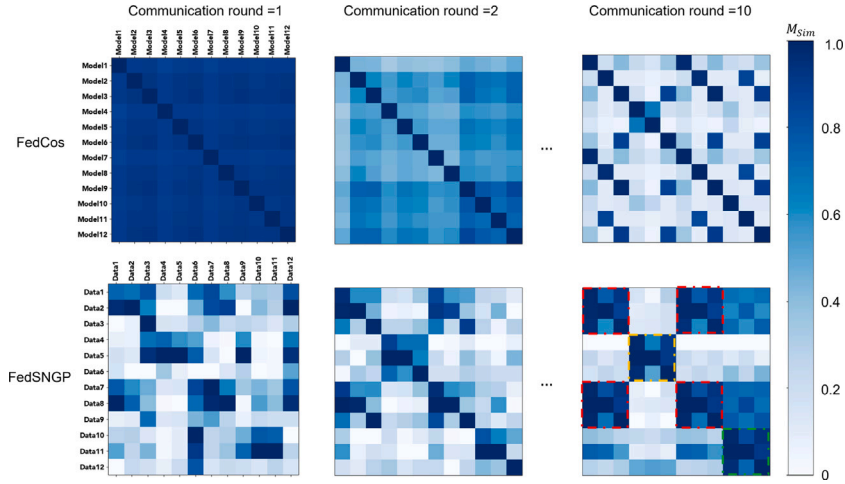 Communication round =1
Communication round =2
Communication round =10
M_Sim
Model1
Model2
Model3
Model4
Model5
Model6
Model7
Model8
Model9
Model10
Model11
Model12
Model1
Model2
Model3
Model4
Model5
Model6
Model7
Model8
Model9
Model10
Model11
Model12
FedCos
...
1.0
0.8
0.6
0.4
0.2
0
Data1
Data2
Data3
Data4
Data5
Data6
Data7
Data8
Data9
Data10
Data11
Data12
Data1
Data2
Data3
Data4
Data5
Data6
Data7
Data8
Data9
Data10
Data11
Data12
FedSNGP
...